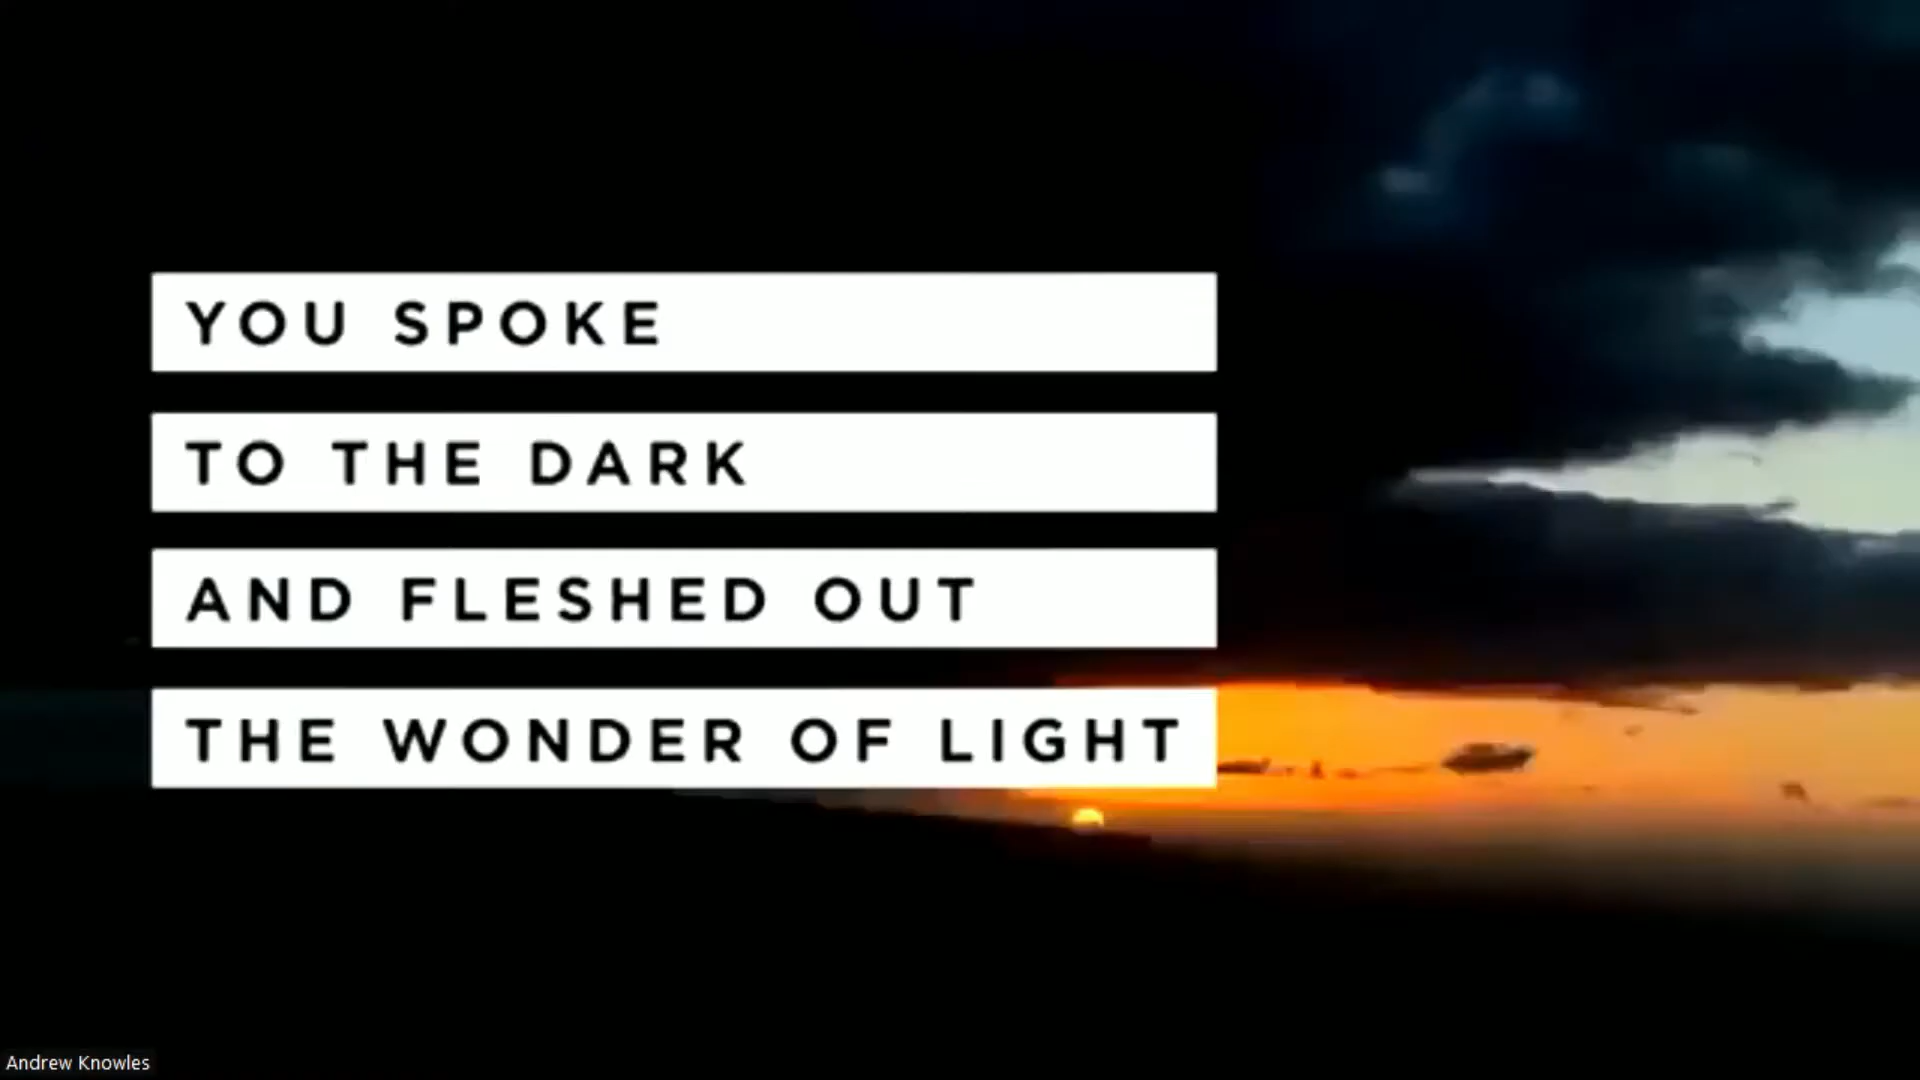 YOU SPOKE
TO THE DARK
AND FLESHED OUT
THE WONDER OF LIGHT
Andrew Knowles